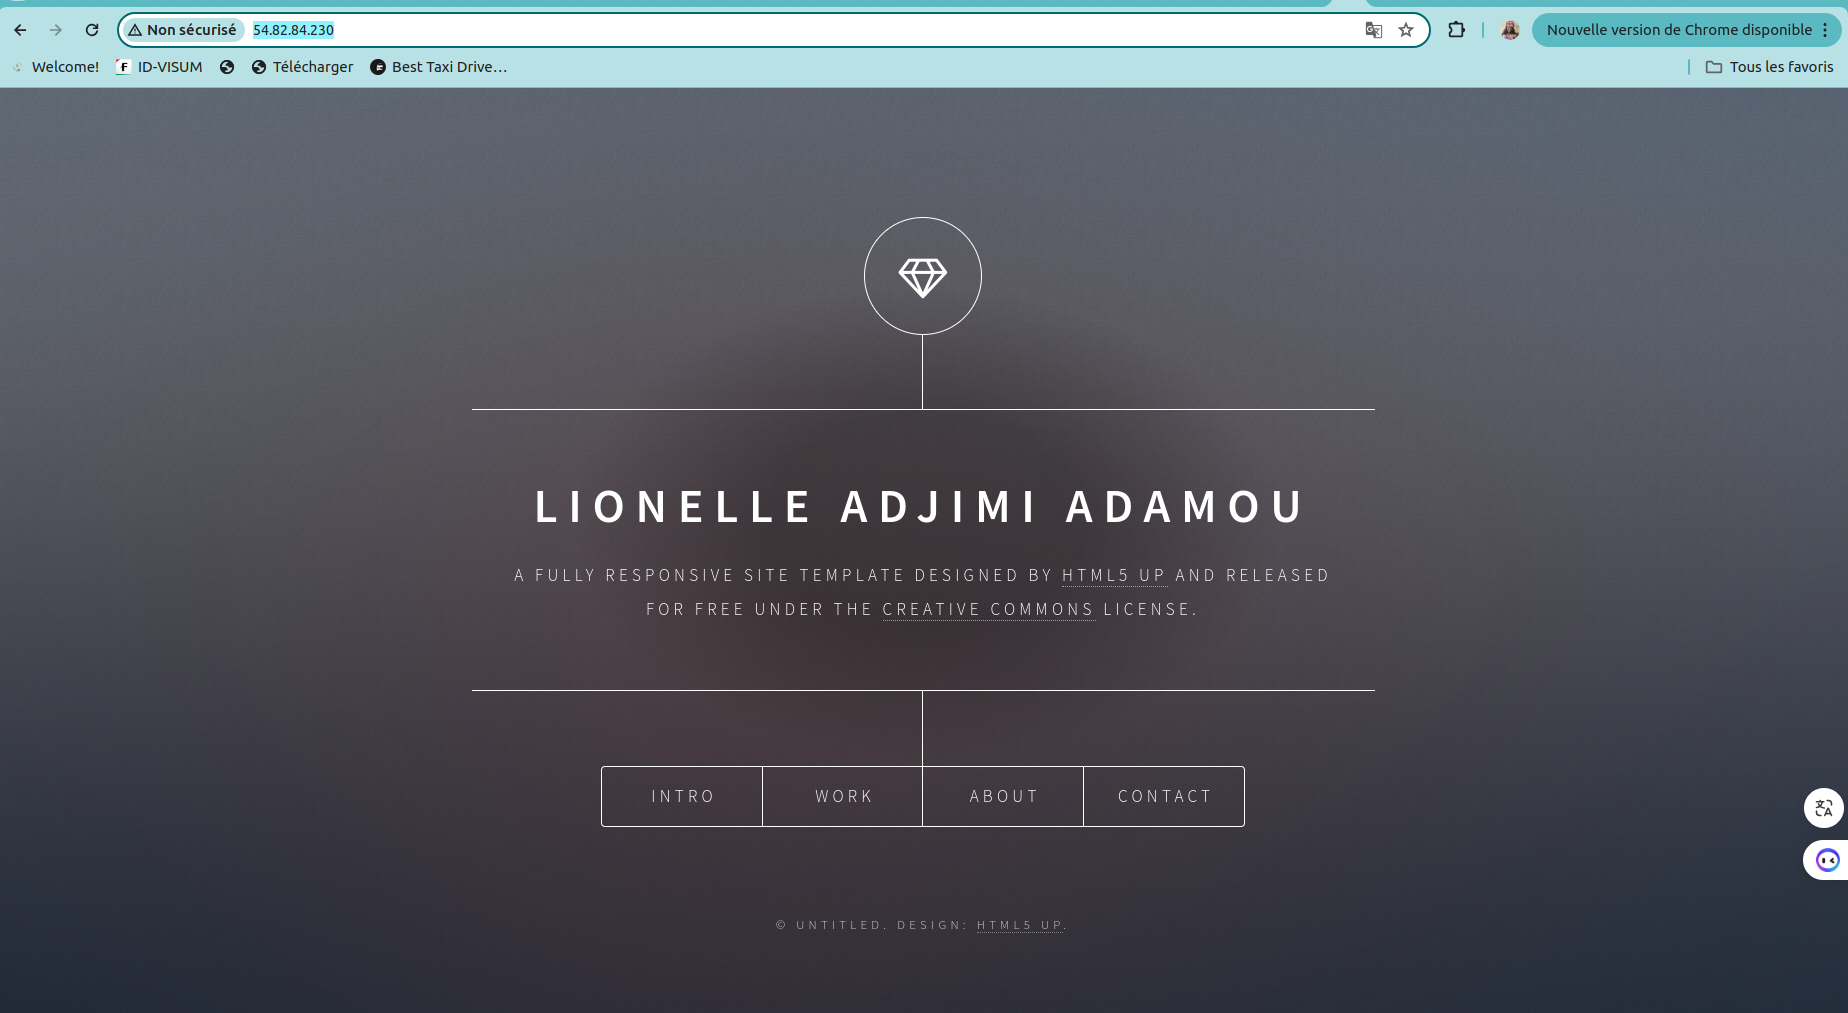 Non sécurisé 54.82.84.230 Nouvelle version de Chrome disponible
Welcome! ID-VISUM Télécharger Best Taxi Drive… Tous les favoris
LIONELLE ADJIMI ADAMOU
A FULLY RESPONSIVE SITE TEMPLATE DESIGNED BY HTML5 UP AND RELEASED
FOR FREE UNDER THE CREATIVE COMMONS LICENSE.
INTRO WORK ABOUT CONTACT
© UNTITLED. DESIGN: HTML5 UP.